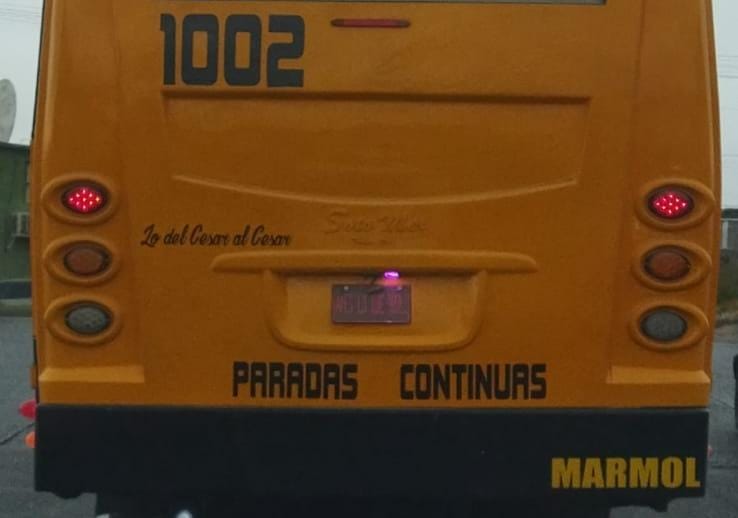 1002
Lo del Cesar al Cesar
PARADAS CONTINUAS
MARMOL